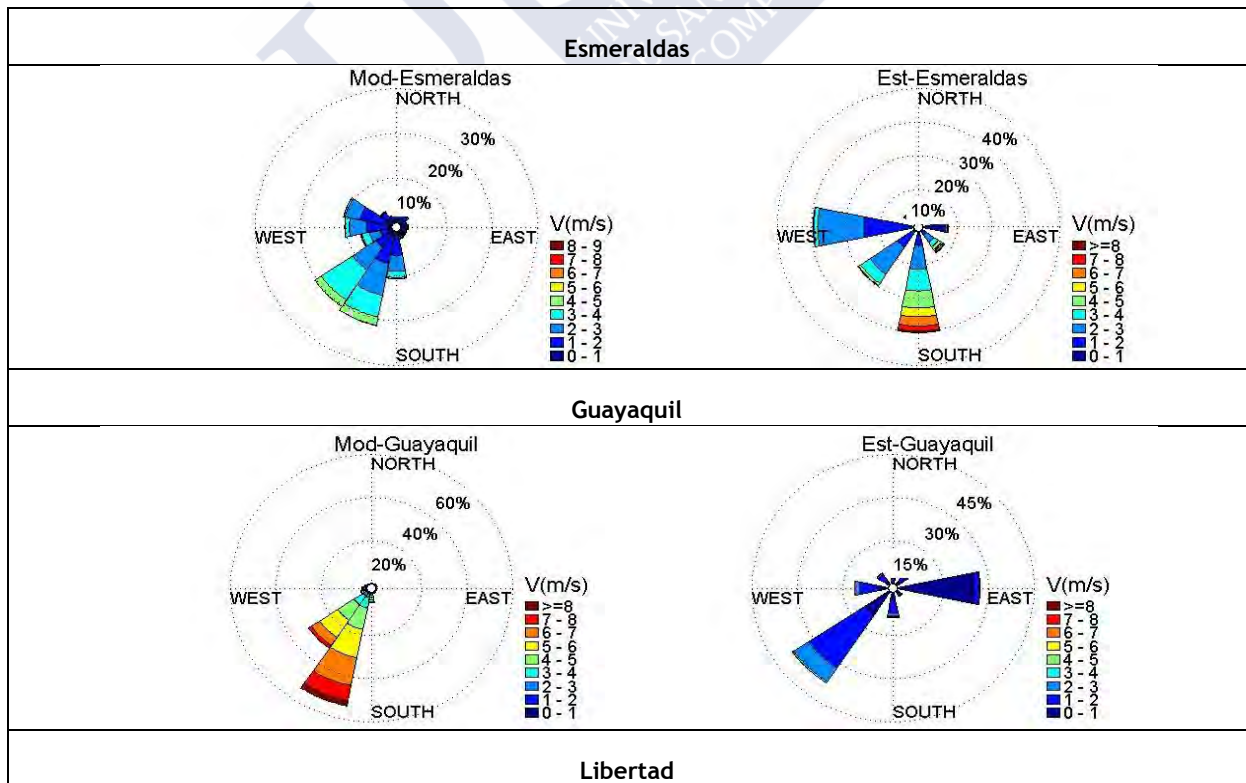 UNIV
SAN
COMP
Esmeraldas
Mod-Esmeraldas
NORTH
30%
20%
10%
WEST
EAST
SOUTH
V(m/s)
8 - 9
7 - 8
6 - 7
5 - 6
4 - 5
3 - 4
2 - 3
1 - 2
0 - 1
Est-Esmeraldas
NORTH
40%
30%
20%
10%
WEST
EAST
SOUTH
V(m/s)
>=8
7 - 8
6 - 7
5 - 6
4 - 5
3 - 4
2 - 3
1 - 2
0 - 1
Guayaquil
Mod-Guayaquil
NORTH
60%
40%
20%
WEST
EAST
SOUTH
V(m/s)
>=8
7 - 8
6 - 7
5 - 6
4 - 5
3 - 4
2 - 3
1 - 2
0 - 1
Est-Guayaquil
NORTH
45%
30%
15%
WEST
EAST
SOUTH
V(m/s)
>=8
7 - 8
6 - 7
5 - 6
4 - 5
3 - 4
2 - 3
1 - 2
0 - 1
Libertad